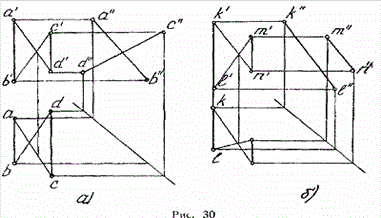 a' a" c"
c'
b' d' d" b"
a d
b c
а)
k' k"
m' m"
n' n"
l' l"
k
l
б)
Рис. 30